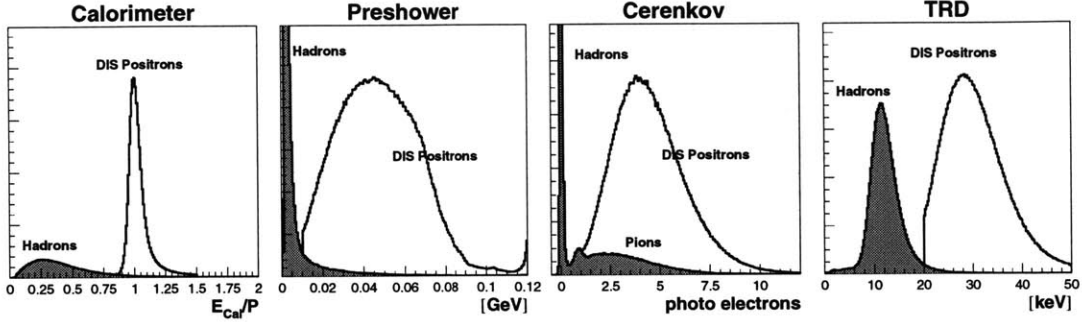 Calorimeter
DIS Positrons
Hadrons
0 0.25 0.5 0.75 1 1.25 1.5 1.75 2
E_Cal/P
Preshower
Hadrons
DIS Positrons
0 0.02 0.04 0.06 0.08 0.1 0.12
[GeV]
Cerenkov
Hadrons
DIS Positrons
Pions
0 2.5 5 7.5 10
photo electrons
TRD
DIS Positrons
Hadrons
0 10 20 30 40 50
[keV]